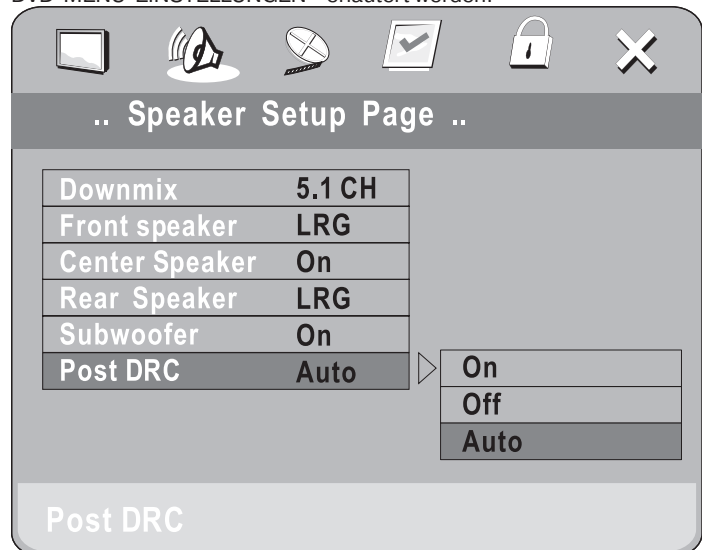 .. Speaker Setup Page ..
Downmix 5.1 CH
Front speaker LRG
Center Speaker On
Rear Speaker LRG
Subwoofer On
Post DRC Auto
On
Off
Auto
Post DRC